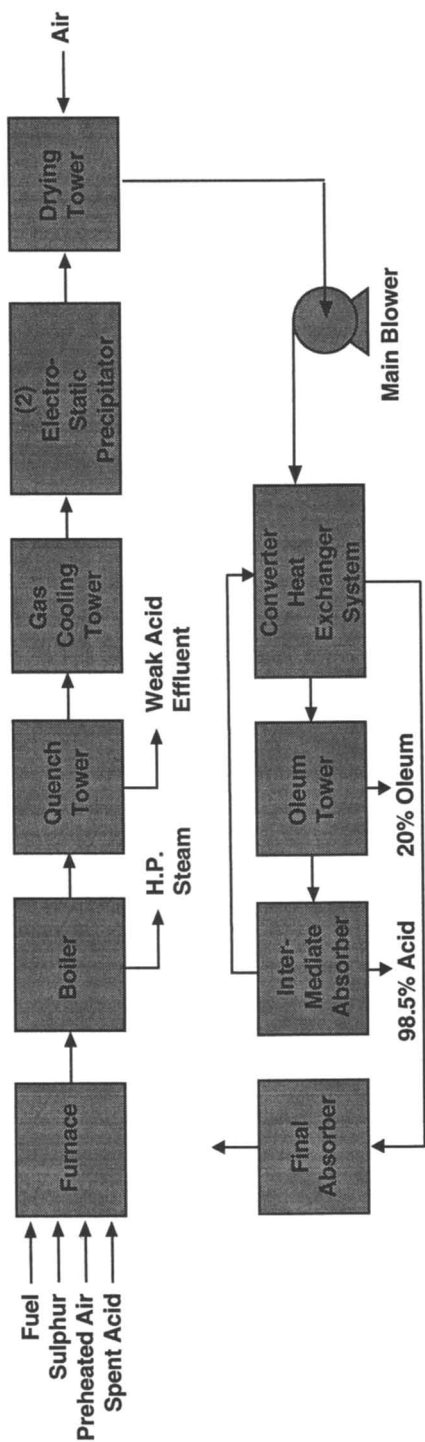 Fuel
Sulphur
Preheated Air
Spent Acid
Furnace
Boiler
H.P.
Steam
Quench
Tower
Weak Acid
Effluent
Gas
Cooling
Tower
(2)
Electro-
Static
Precipitator
Drying
Tower
Air
Main Blower
Converter
Heat
Exchanger
System
Oleum
Tower
20% Oleum
Inter-
Mediate
Absorber
98.5% Acid
Final
Absorber